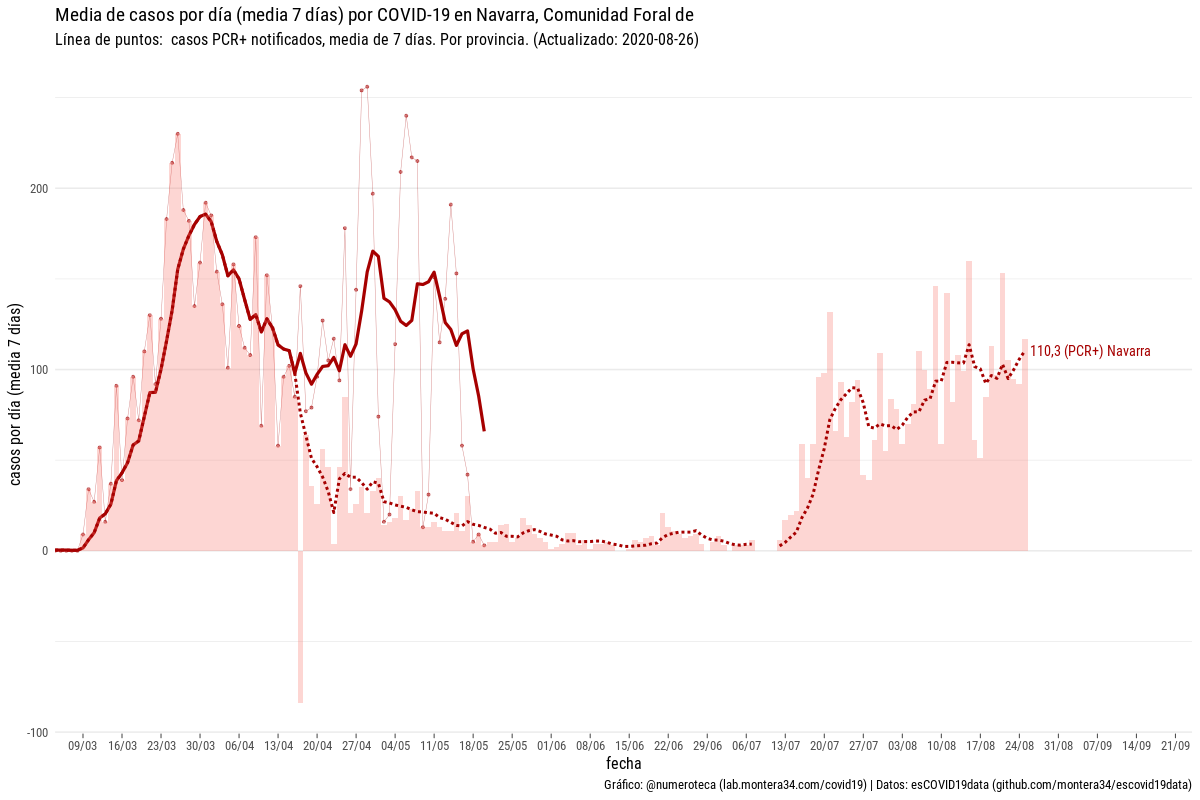 Media de casos por día (media 7 días) por COVID-19 en Navarra, Comunidad Foral de
Línea de puntos:  casos PCR+ notificados, media de 7 días. Por provincia. (Actualizado: 2020-08-26)
casos por día (media 7 días)
200
100
0
-100
110,3 (PCR+) Navarra
09/03 16/03 23/03 30/03 06/04 13/04 20/04 27/04 04/05 11/05 18/05 25/05 01/06 08/06 15/06 22/06 29/06 06/07 13/07 20/07 27/07 03/08 10/08 17/08 24/08 31/08 07/09 14/09 21/09
fecha
Gráfico: @numeroteca (lab.montera34.com/covid19) | Datos: esCOVID19data (github.com/montera34/escovid19data)